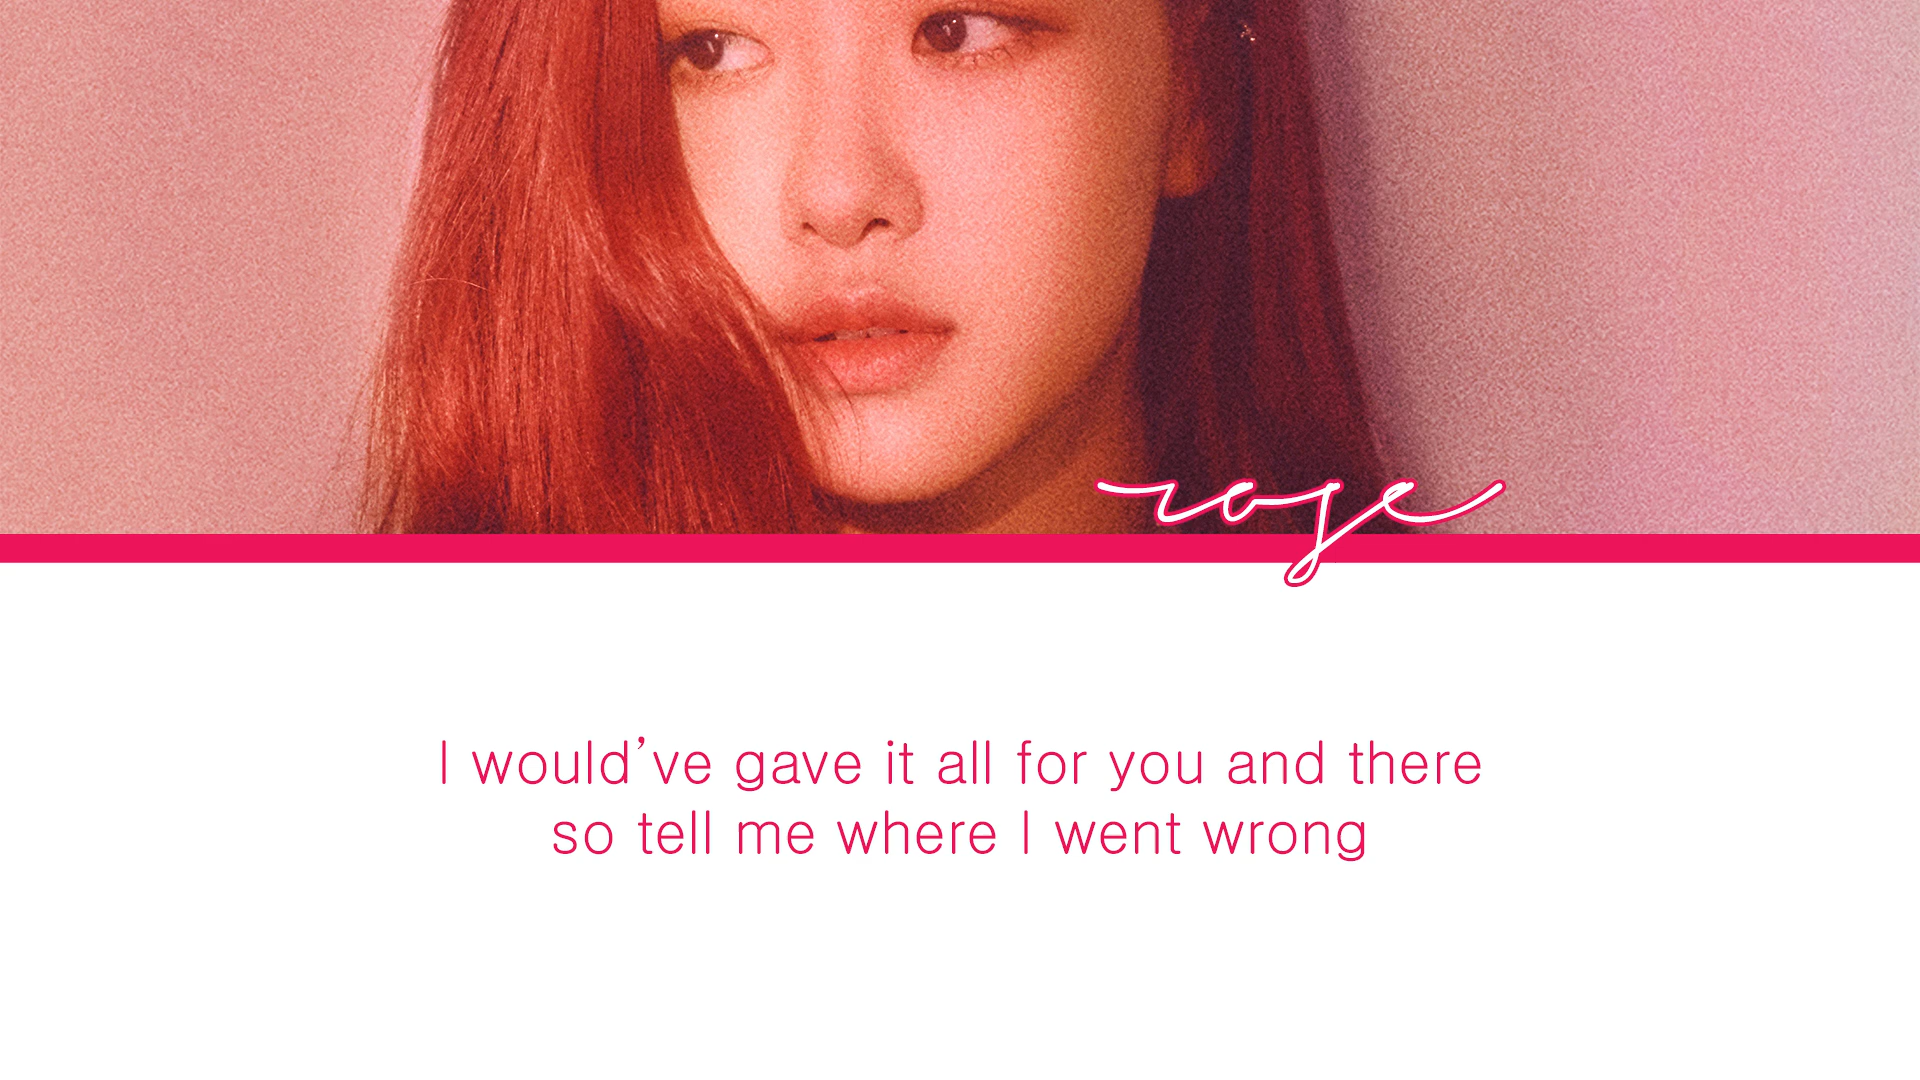 rose
I would've gave it all for you and there
so tell me where I went wrong